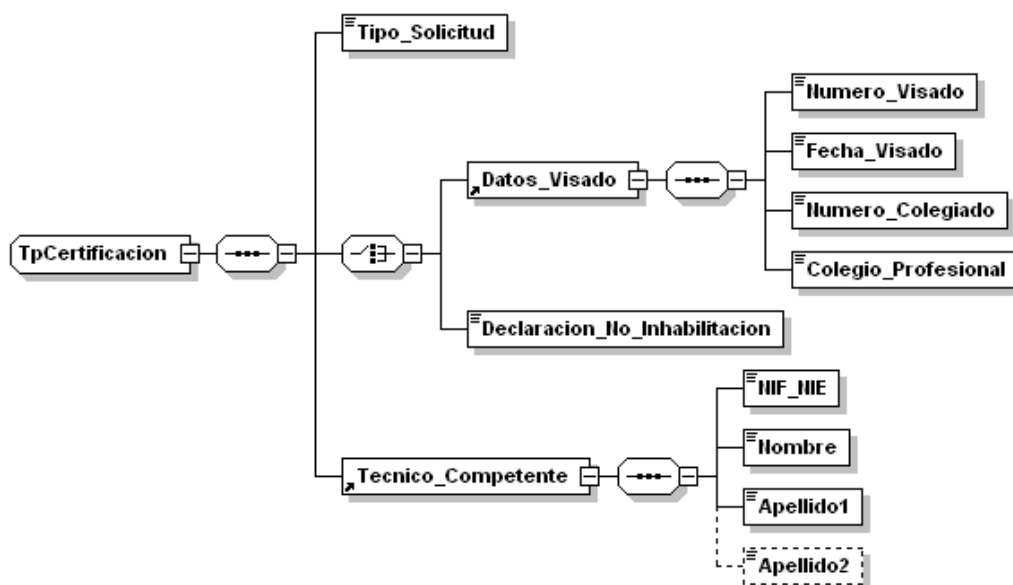 Tipo_Solicitud
Numero_Visado
Fecha_Visado
Datos_Visado
Numero_Colegiado
TpCertificacion
Colegio_Profesional
Declaracion_No_Inhabilitacion
NIF_NIE
Nombre
Tecnico_Competente
Apellido1
Apellido2